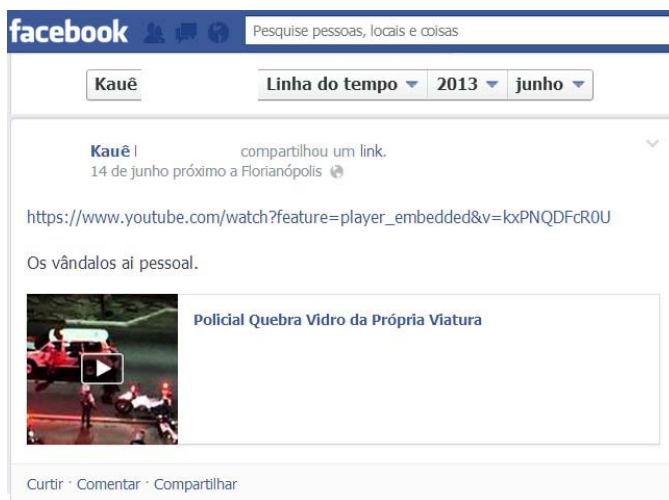 facebook Pesquise pessoas, locais e coisas
Kauê Linha do tempo 2013 junho
Kauê compartilhou um link.
14 de junho próximo a Florianópolis
https://www.youtube.com/watch?feature=player_embedded&v=kxPNQDFcR0U
Os vândalos ai pessoal.
Policial Quebra Vidro da Própria Viatura
Curtir · Comentar · Compartilhar